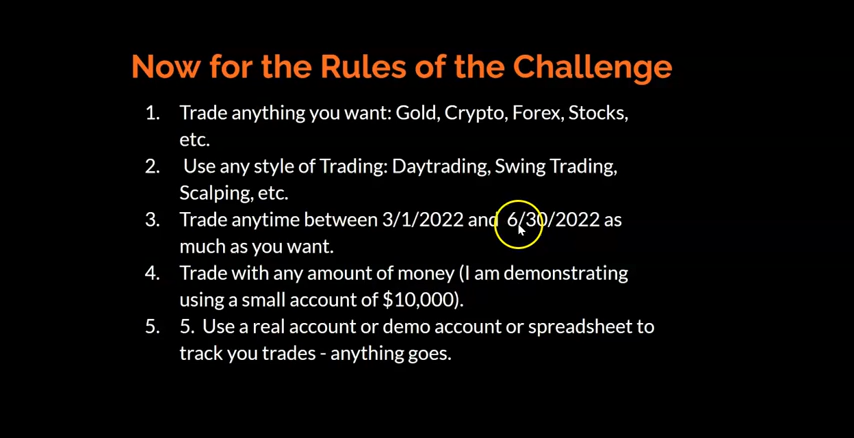 Now for the Rules of the Challenge
1. Trade anything you want: Gold, Crypto, Forex, Stocks,
etc.
2. Use any style of Trading: Daytrading, Swing Trading,
Scalping, etc.
3. Trade anytime between 3/1/2022 and 6/30/2022 as
much as you want.
4. Trade with any amount of money (I am demonstrating
using a small account of $10,000).
5. 5. Use a real account or demo account or spreadsheet to
track you trades - anything goes.